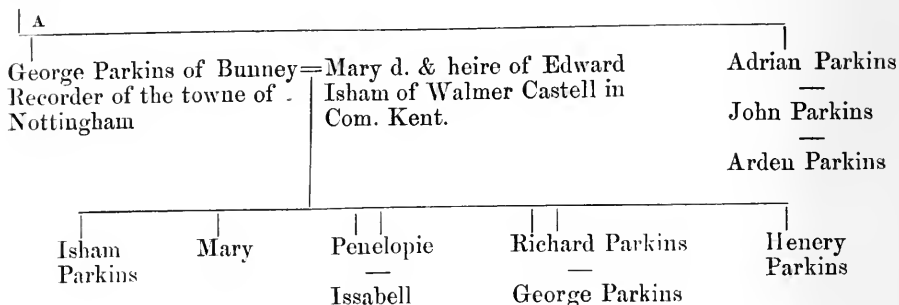 A
George Parkins of Bunney=Mary d. & heire of Edward
Recorder of the towne of Isham of Walmer Castell in
Nottingham Com. Kent.
Adrian Parkins
John Parkins
Arden Parkins
Isham
Parkins
Mary
Penelopie
Issabell
Richard Parkins
George Parkins
Henery
Parkins